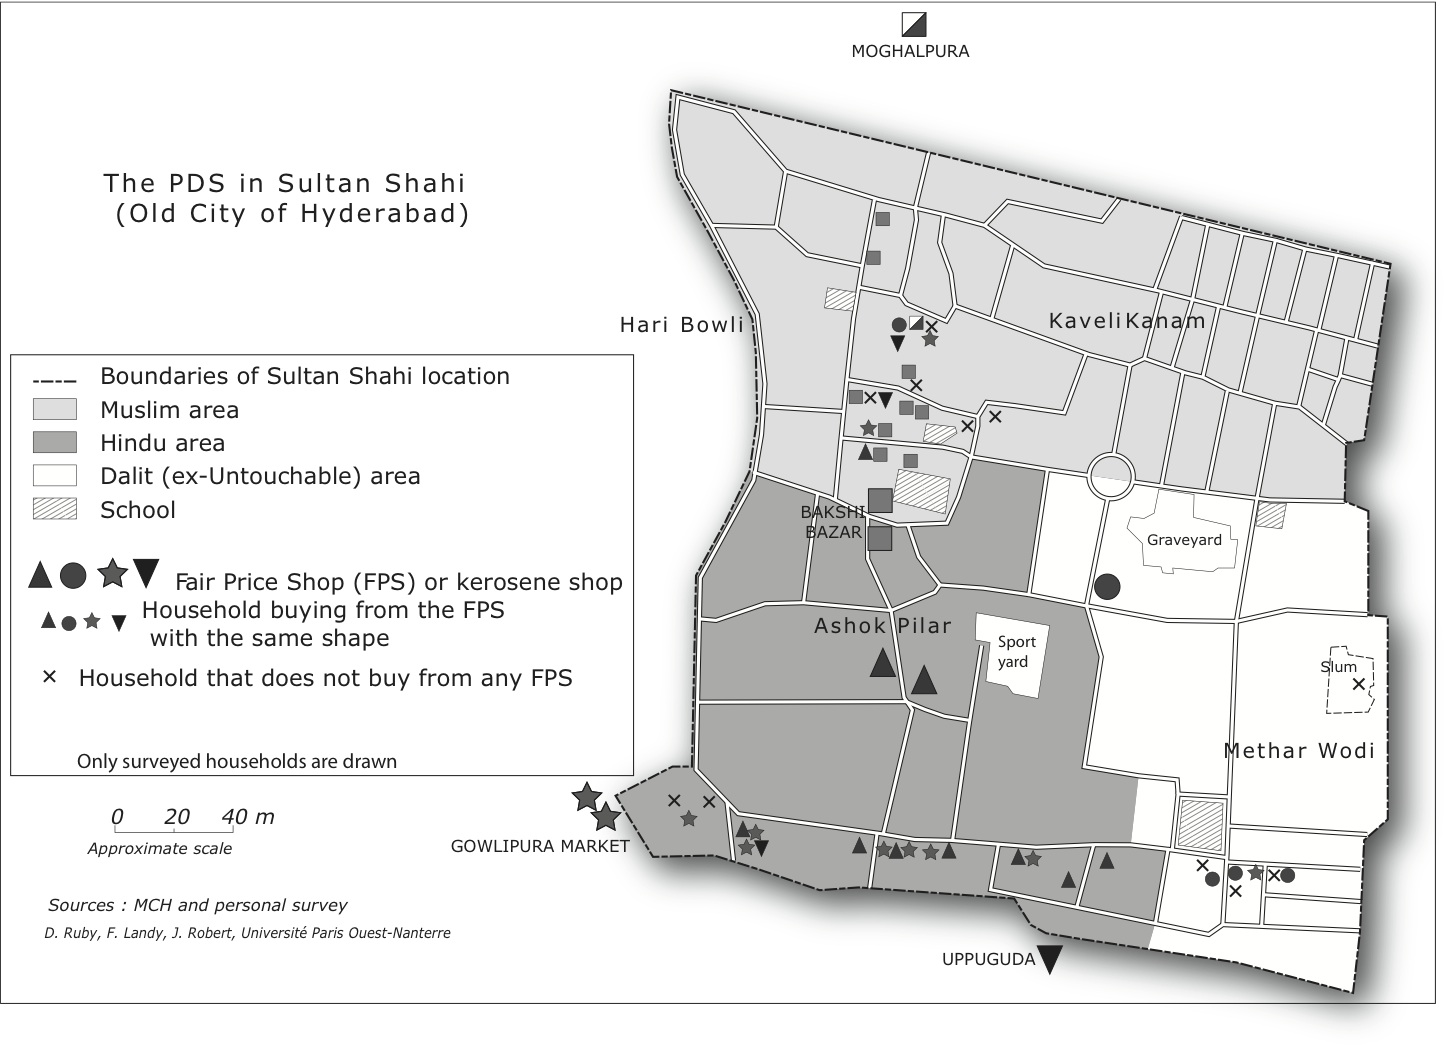 MOGHALPURA
The PDS in Sultan Shahi
(Old City of Hyderabad)
Hari Bowli
KaveliKanam
Boundaries of Sultan Shahi location
Muslim area
Hindu area
Dalit (ex-Untouchable) area
School
Fair Price Shop (FPS) or kerosene shop
Household buying from the FPS
with the same shape
Household that does not buy from any FPS
Only surveyed households are drawn
BAKSHI
BAZAR
Graveyard
Ashok Pilar
Sport
yard
Slum
Methar Wodi
0 20 40 m
Approximate scale
GOWLIPURA MARKET
Sources : MCH and personal survey
D. Ruby, F. Landy, J. Robert, Université Paris Ouest-Nanterre
UPPUGUDA